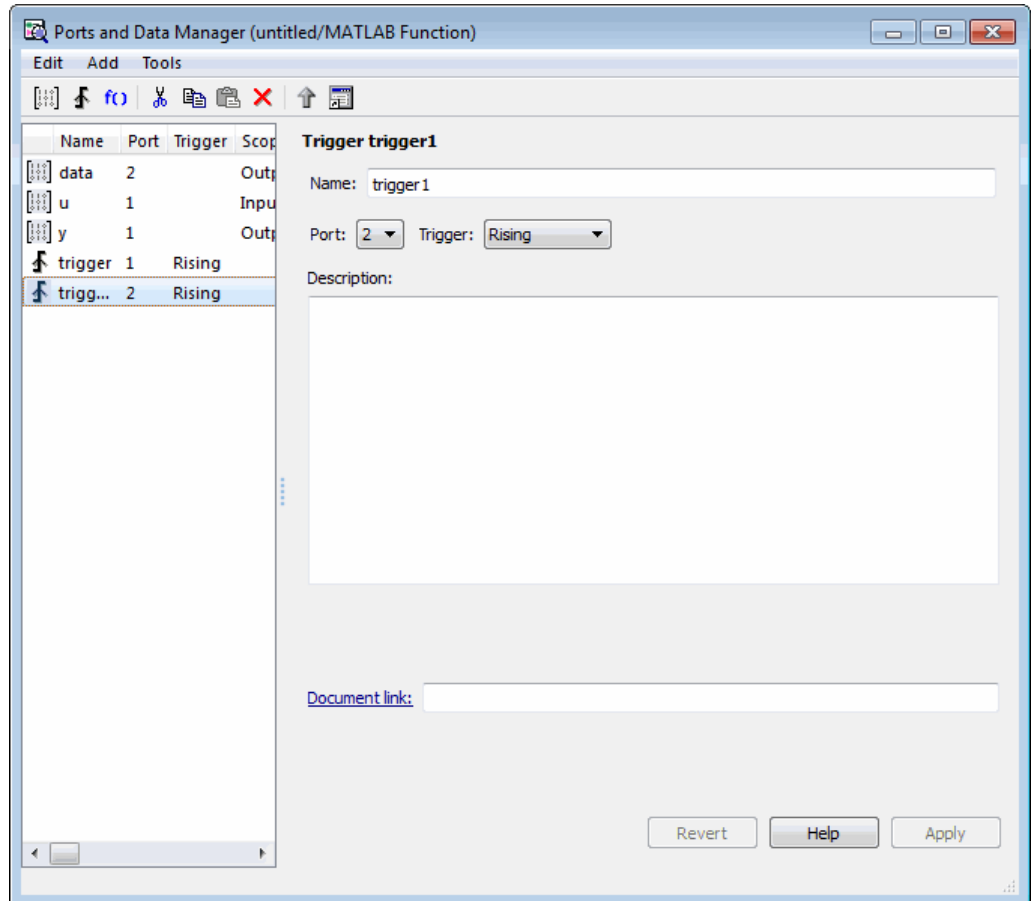 Ports and Data Manager (untitled/MATLAB Function)
Edit Add Tools
f()
Name Port Trigger Scop
data 2 Outp
u 1 Inpu
y 1 Outp
trigger 1 Rising
trigg... 2 Rising
Trigger trigger1
Name: trigger1
Port: 2 Trigger: Rising
Description:
Document link:
Revert Help Apply